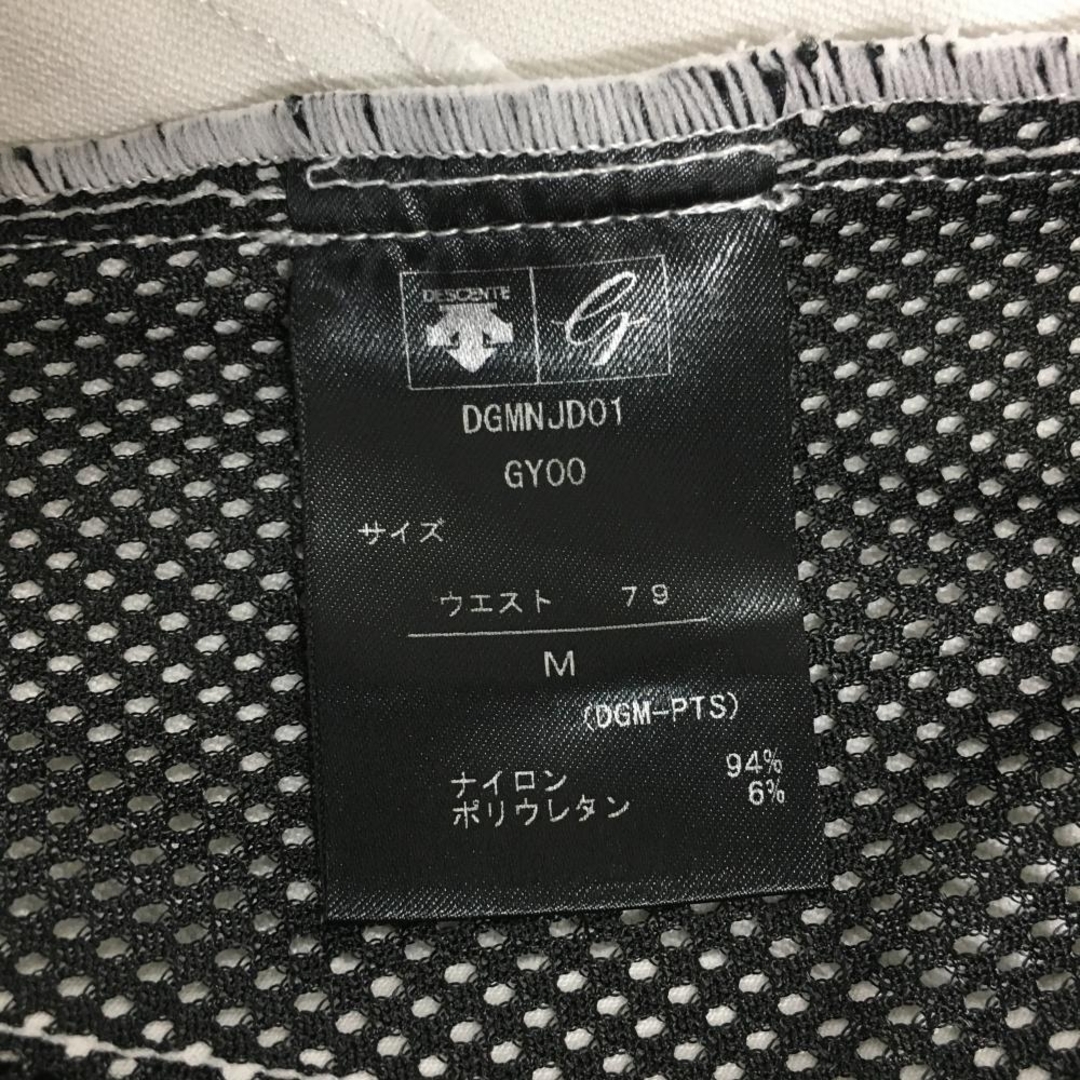 DESCENTE
G
DGMNJD01
GY00
サイズ
ウエスト 79
M
(DGM-PTS)
ナイロン 94%
ポリウレタン 6%